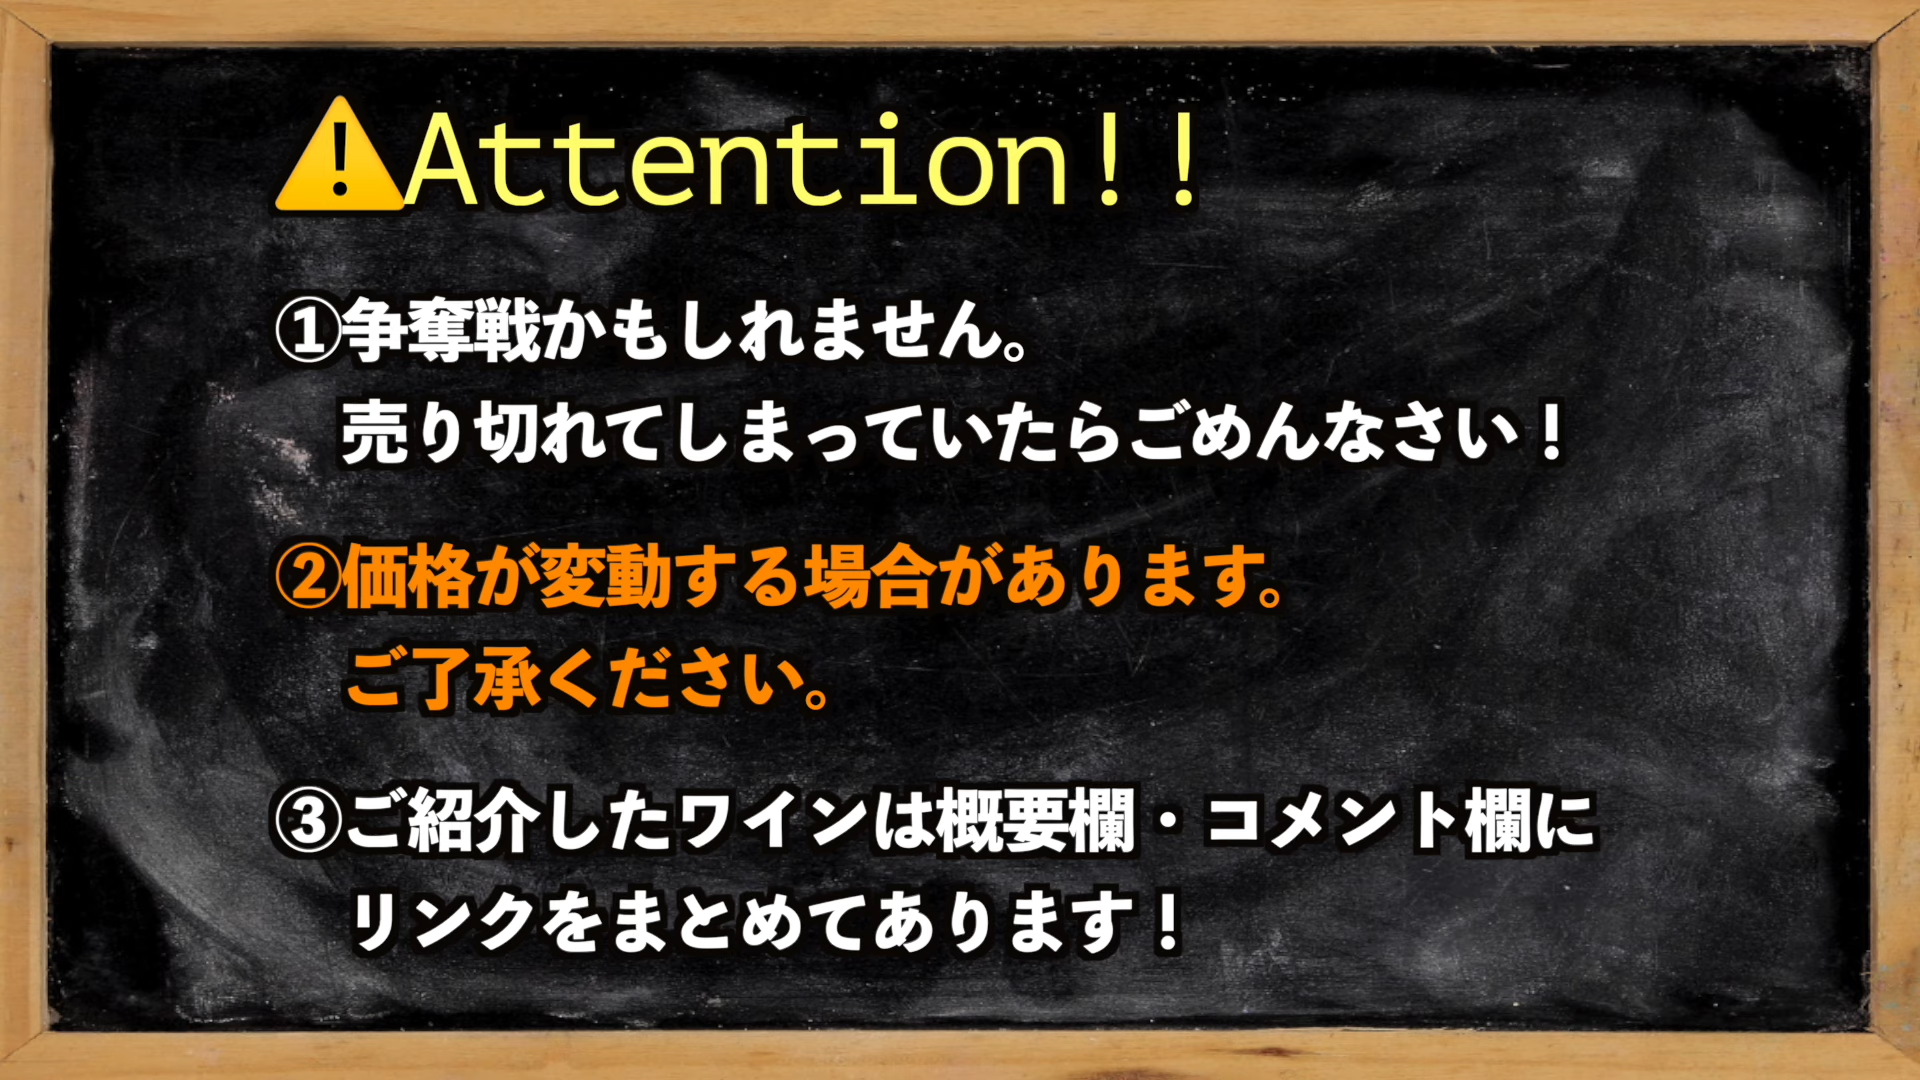 ⚠️Attention!!
①争奪戦かもしれません。
売り切れてしまっていたらごめんなさい！
②価格が変動する場合があります。
ご了承ください。
③ご紹介したワインは概要欄・コメント欄に
リンクをまとめてあります！